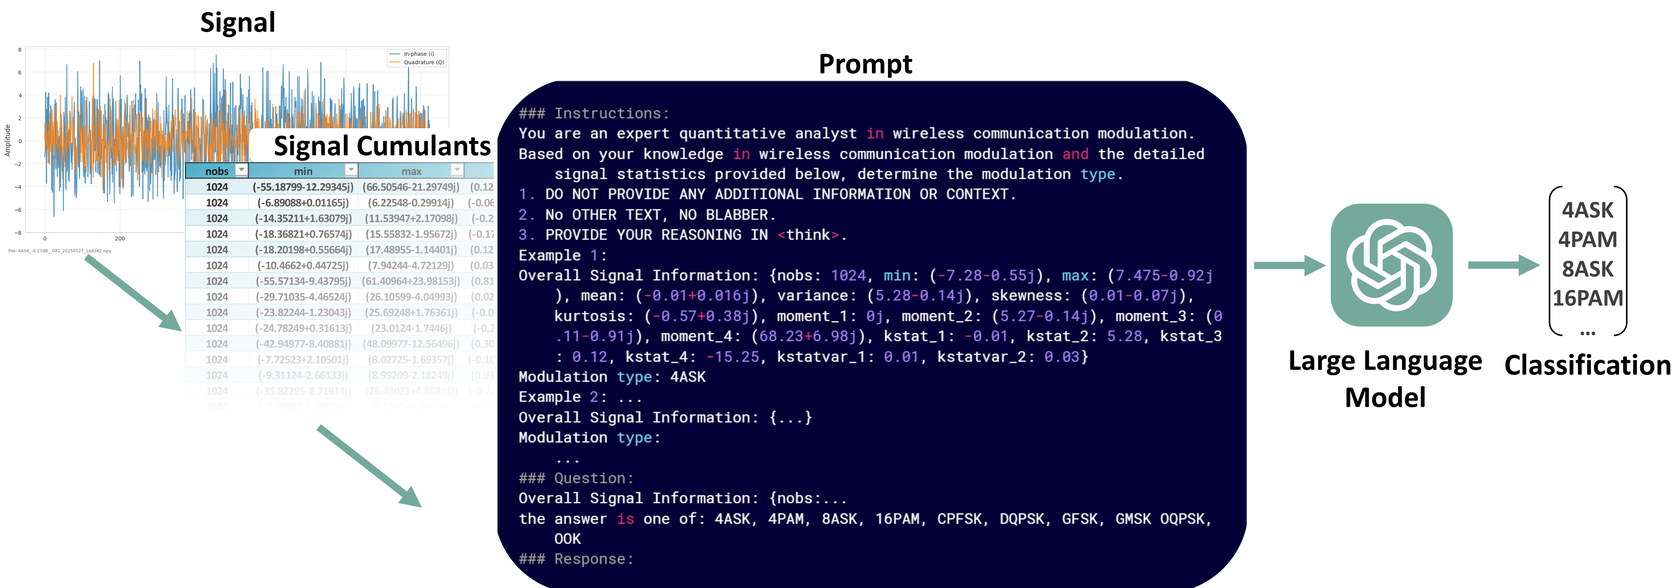 Signal
In-phase (I)
Quadrature (Q)
Amplitude
8
6
4
2
0
−2
−4
−6
−8
0
200
Signal Cumulants
nobs min max
1024 (-55.18799-12.29345j) (66.50546-21.29749j) (0.12
1024 (-6.89088+0.01165j) (6.22548-0.29914j) (-0.06
1024 (-14.35211+1.63079j) (11.53947+2.17098j) (-0.2
1024 (-18.36821+0.76574j) (15.55832-1.95672j) (-0.17
1024 (-18.20198+0.55664j) (17.48955-1.14401j) (0.12
1024 (-10.4662+0.44725j) (7.94244-4.72129j) (0.03
1024 (-55.57134-9.43795j) (61.40964+23.98153j) (0.81
1024 (-29.71035-4.46524j) (26.10599-4.04993j) (0.02
1024 (-23.82244-1.23043j) (25.69248+1.76361j) (-0.0
1024 (-24.78249+0.31613j) (23.0124-1.7446j) (-0.2
1024 (-42.94977-8.40881j) (48.09977-12.56496j) (0.30
1024 (-7.72523+2.10501j) (8.02725-1.69357j) (-0.10
1024 (-9.31124-2.66133j) (8.99209-2.18249j) (0.03
1024 (-35.82295-8.71914j)
Prompt
### Instructions:
You are an expert quantitative analyst in wireless communication modulation.
Based on your knowledge in wireless communication modulation and the detailed
signal statistics provided below, determine the modulation type.
1. DO NOT PROVIDE ANY ADDITIONAL INFORMATION OR CONTEXT.
2. No OTHER TEXT, NO BLABBER.
3. PROVIDE YOUR REASONING IN <think>.
Example 1:
Overall Signal Information: {nobs: 1024, min: (-7.28-0.55j), max: (7.475-0.92j
), mean: (-0.01+0.016j), variance: (5.28-0.14j), skewness: (0.01-0.07j),
kurtosis: (-0.57+0.38j), moment_1: 0j, moment_2: (5.27-0.14j), moment_3: (0
.11-0.91j), moment_4: (68.23+6.98j), kstat_1: -0.01, kstat_2: 5.28, kstat_3
: 0.12, kstat_4: -15.25, kstatvar_1: 0.01, kstatvar_2: 0.03}
Modulation type: 4ASK
Example 2: ...
Overall Signal Information: {...}
Modulation type:
...
### Question:
Overall Signal Information: {nobs:...
the answer is one of: 4ASK, 4PAM, 8ASK, 16PAM, CPFSK, DQPSK, GFSK, GMSK OQPSK,
OOK
### Response:
Large Language
Model
4ASK
4PAM
8ASK
16PAM
...
Classification